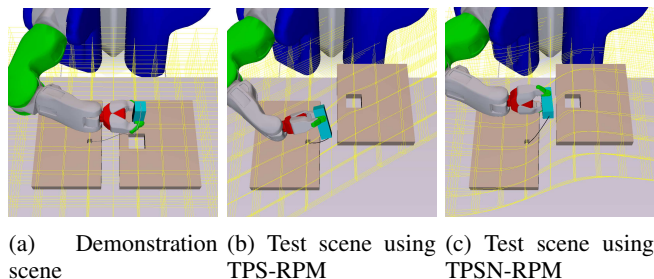 (a) Demonstration
scene
(b) Test scene using
TPS-RPM
(c) Test scene using
TPSN-RPM